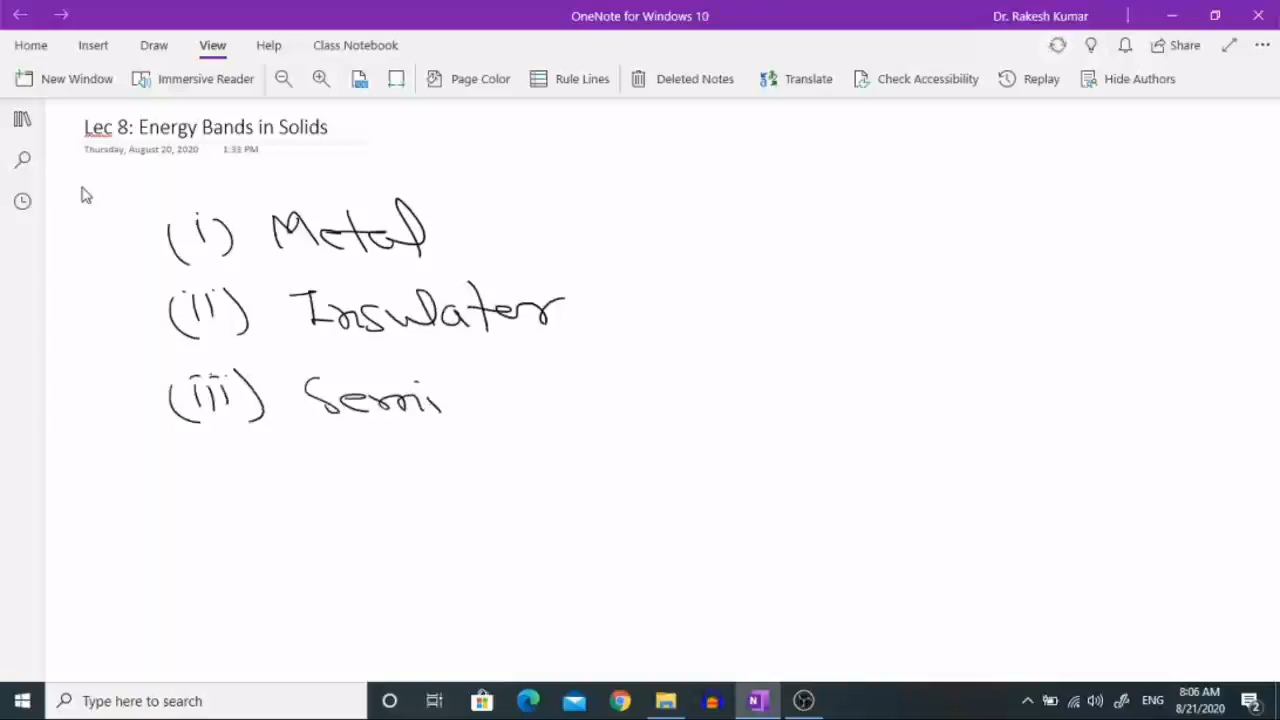 OneNote for Windows 10
Dr. Rakesh Kumar
Home Insert Draw View Help Class Notebook
Share
New Window Immersive Reader Page Color Rule Lines Deleted Notes Translate Check Accessibility Replay Hide Authors
Lec 8: Energy Bands in Solids
Thursday, August 20, 2020 1:33 PM
(i) Metal
(ii) Insulator
(iii) Semi
Type here to search
ENG
8:06 AM
8/21/2020
2